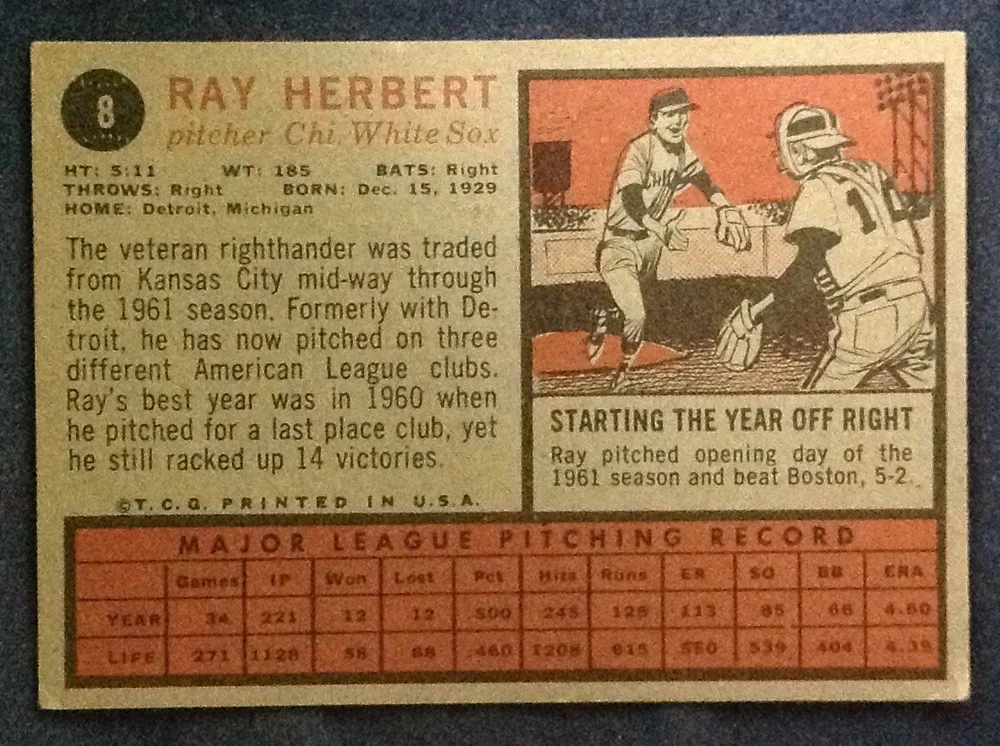 8
RAY HERBERT
pitcher Chi. White Sox
HT: 5:11 WT: 185 BATS: Right
THROWS: Right BORN: Dec. 15, 1929
HOME: Detroit, Michigan
The veteran righthander was traded
from Kansas City mid-way through
the 1961 season. Formerly with De-
troit, he has now pitched on three
different American League clubs.
Ray's best year was in 1960 when
he pitched for a last place club, yet
he still racked up 14 victories.
©T.C.G. PRINTED IN U.S.A.
CHIC
1
STARTING THE YEAR OFF RIGHT
Ray pitched opening day of the
1961 season and beat Boston, 5-2.
MAJOR LEAGUE PITCHING RECORD
Games IP Won Lost Pct Hits Runs ER SO BB ERA
YEAR 34 221 12 12 .500 245 126 113 85 66 4.60
LIFE 271 1128 58 68 .460 1208 615 550 539 404 4.39